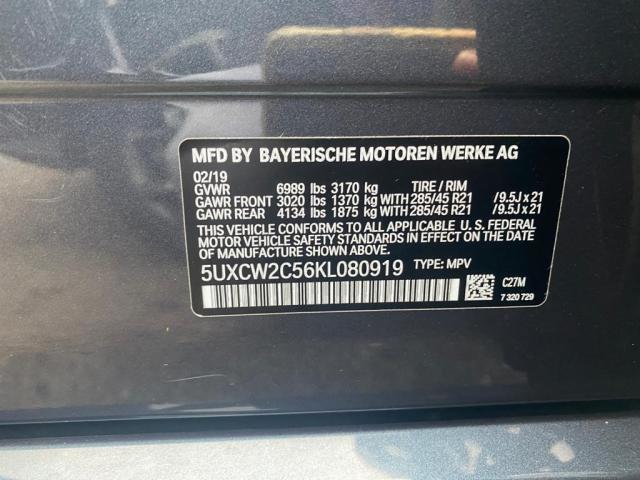 MFD BY BAYERISCHE MOTOREN WERKE AG
02/19
GVWR 6989 lbs 3170 kg TIRE / RIM
GAWR FRONT 3020 lbs 1370 kg WITH 285/45 R21 /9.5J x 21
GAWR REAR 4134 lbs 1875 kg WITH 285/45 R21 /9.5J x 21
THIS VEHICLE CONFORMS TO ALL APPLICABLE U. S. FEDERAL
MOTOR VEHICLE SAFETY STANDARDS IN EFFECT ON THE DATE
OF MANUFACTURE SHOWN ABOVE.
5UXCW2C56KL080919 TYPE: MPV
C27M
7 320 729